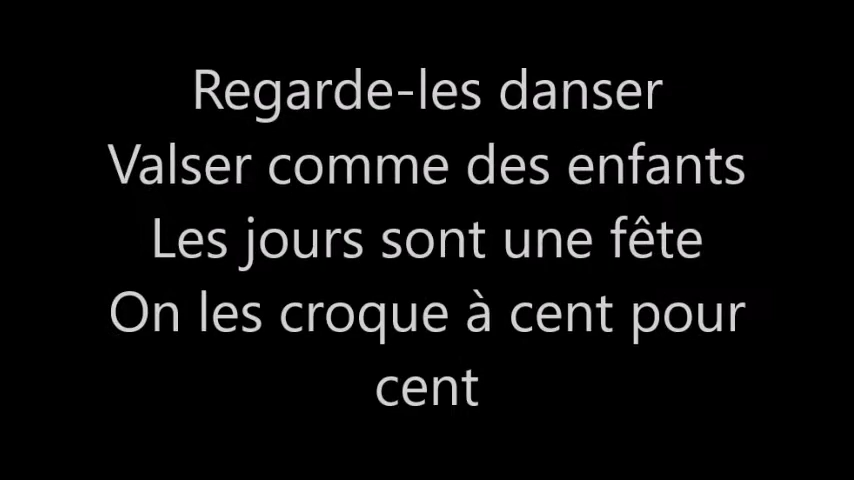 Regarde-les danser
Valser comme des enfants
Les jours sont une fête
On les croque à cent pour
cent